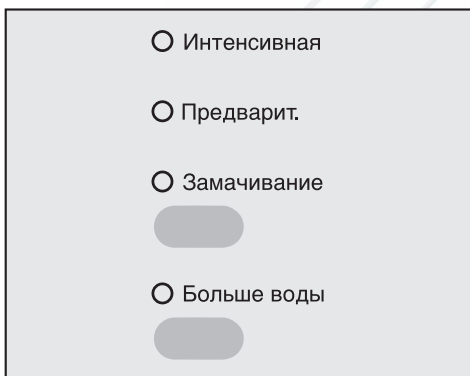 Интенсивная
Предварит.
Замачивание
Больше воды